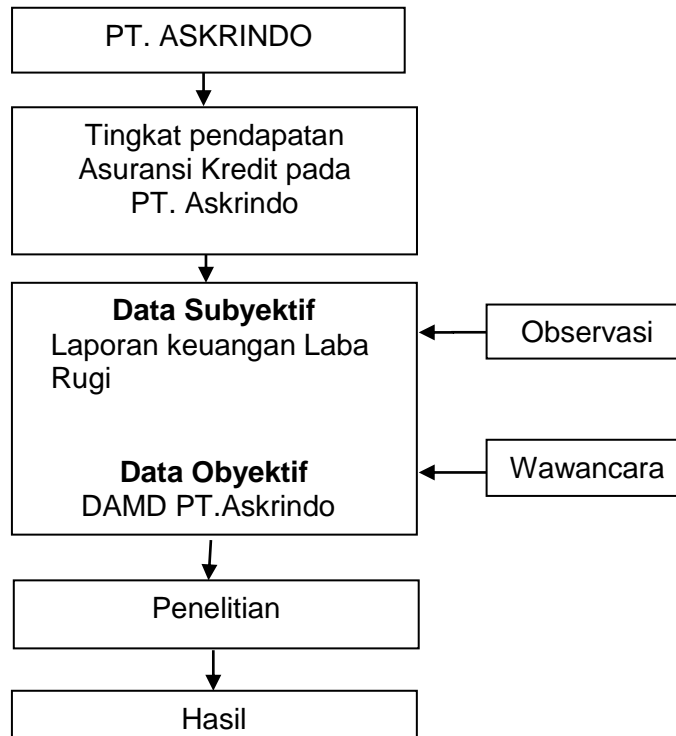 PT. ASKRINDO
Tingkat pendapatan
Asuransi Kredit pada
PT. Askrindo
Data Subyektif
Laporan keuangan Laba
Rugi
Observasi
Data Obyektif
DAMD PT.Askrindo
Wawancara
Penelitian
Hasil